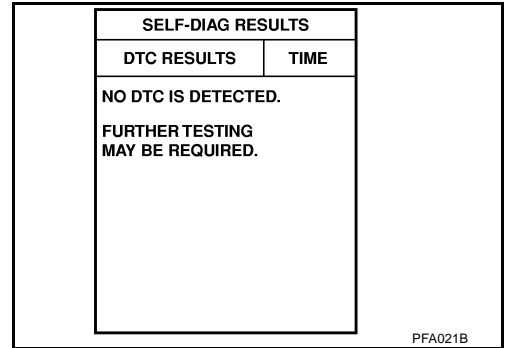 SELF-DIAG RESULTS
DTC RESULTS TIME
NO DTC IS DETECTED.
FURTHER TESTING
MAY BE REQUIRED.
PFA021B